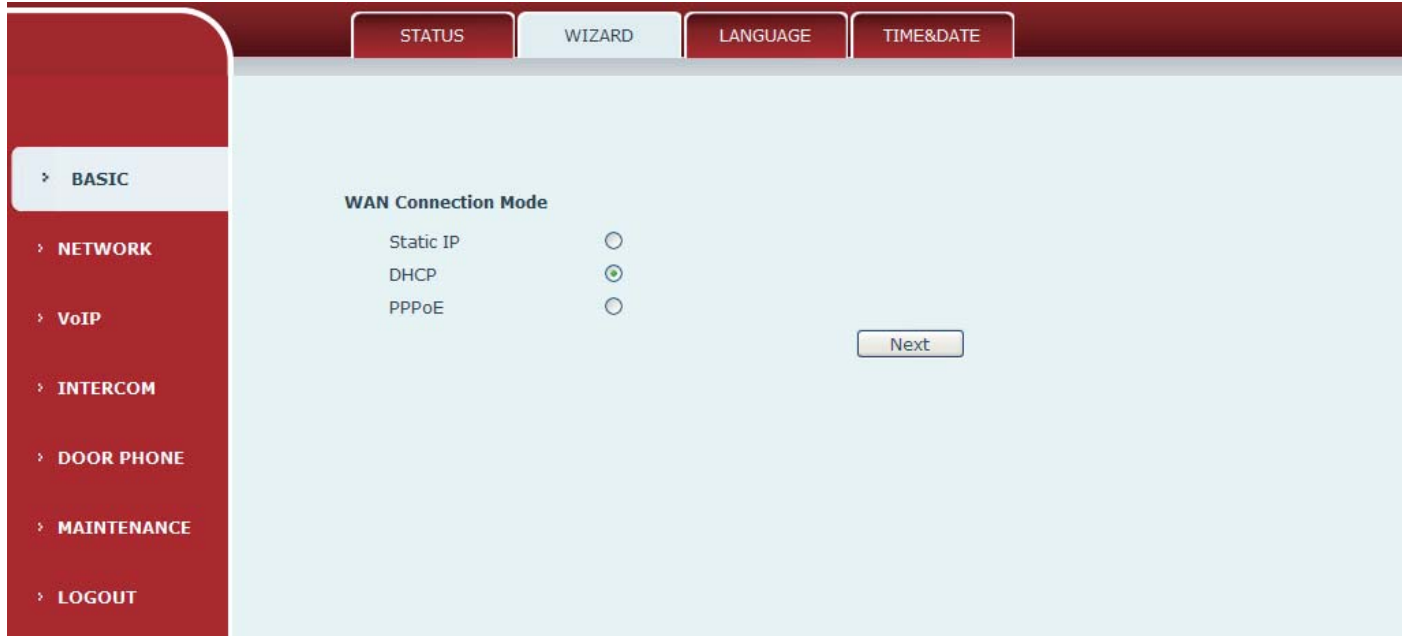 STATUS WIZARD LANGUAGE TIME&DATE
BASIC
NETWORK
VoIP
INTERCOM
DOOR PHONE
MAINTENANCE
LOGOUT
WAN Connection Mode
Static IP
DHCP
PPPoE
Next